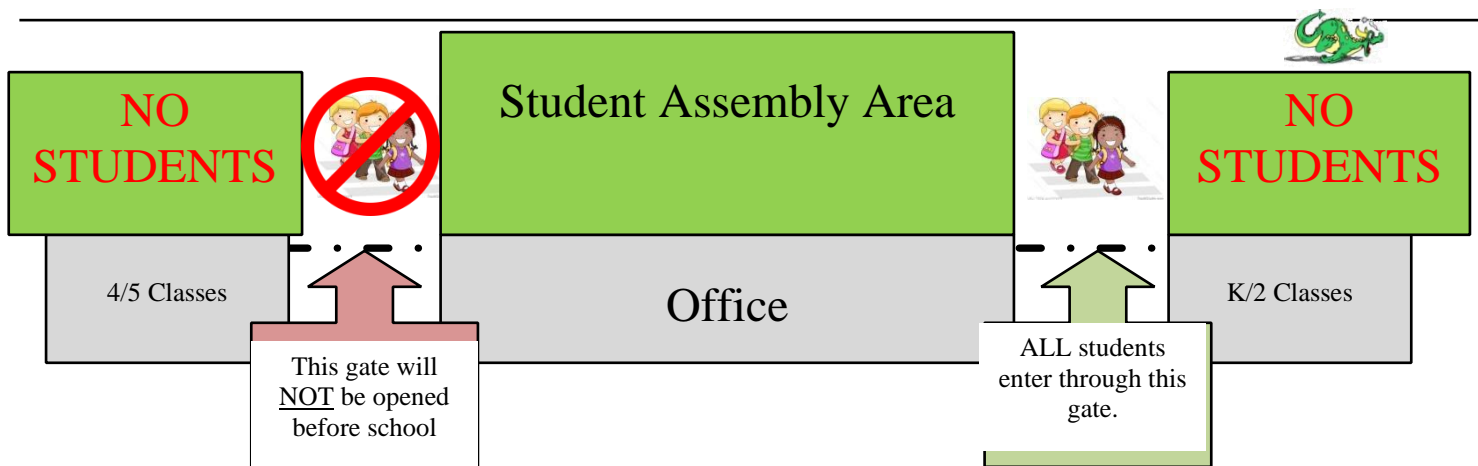 NO
STUDENTS
Student Assembly Area
NO
STUDENTS
4/5 Classes
Office
K/2 Classes
This gate will
NOT be opened
before school
ALL students
enter through this
gate.